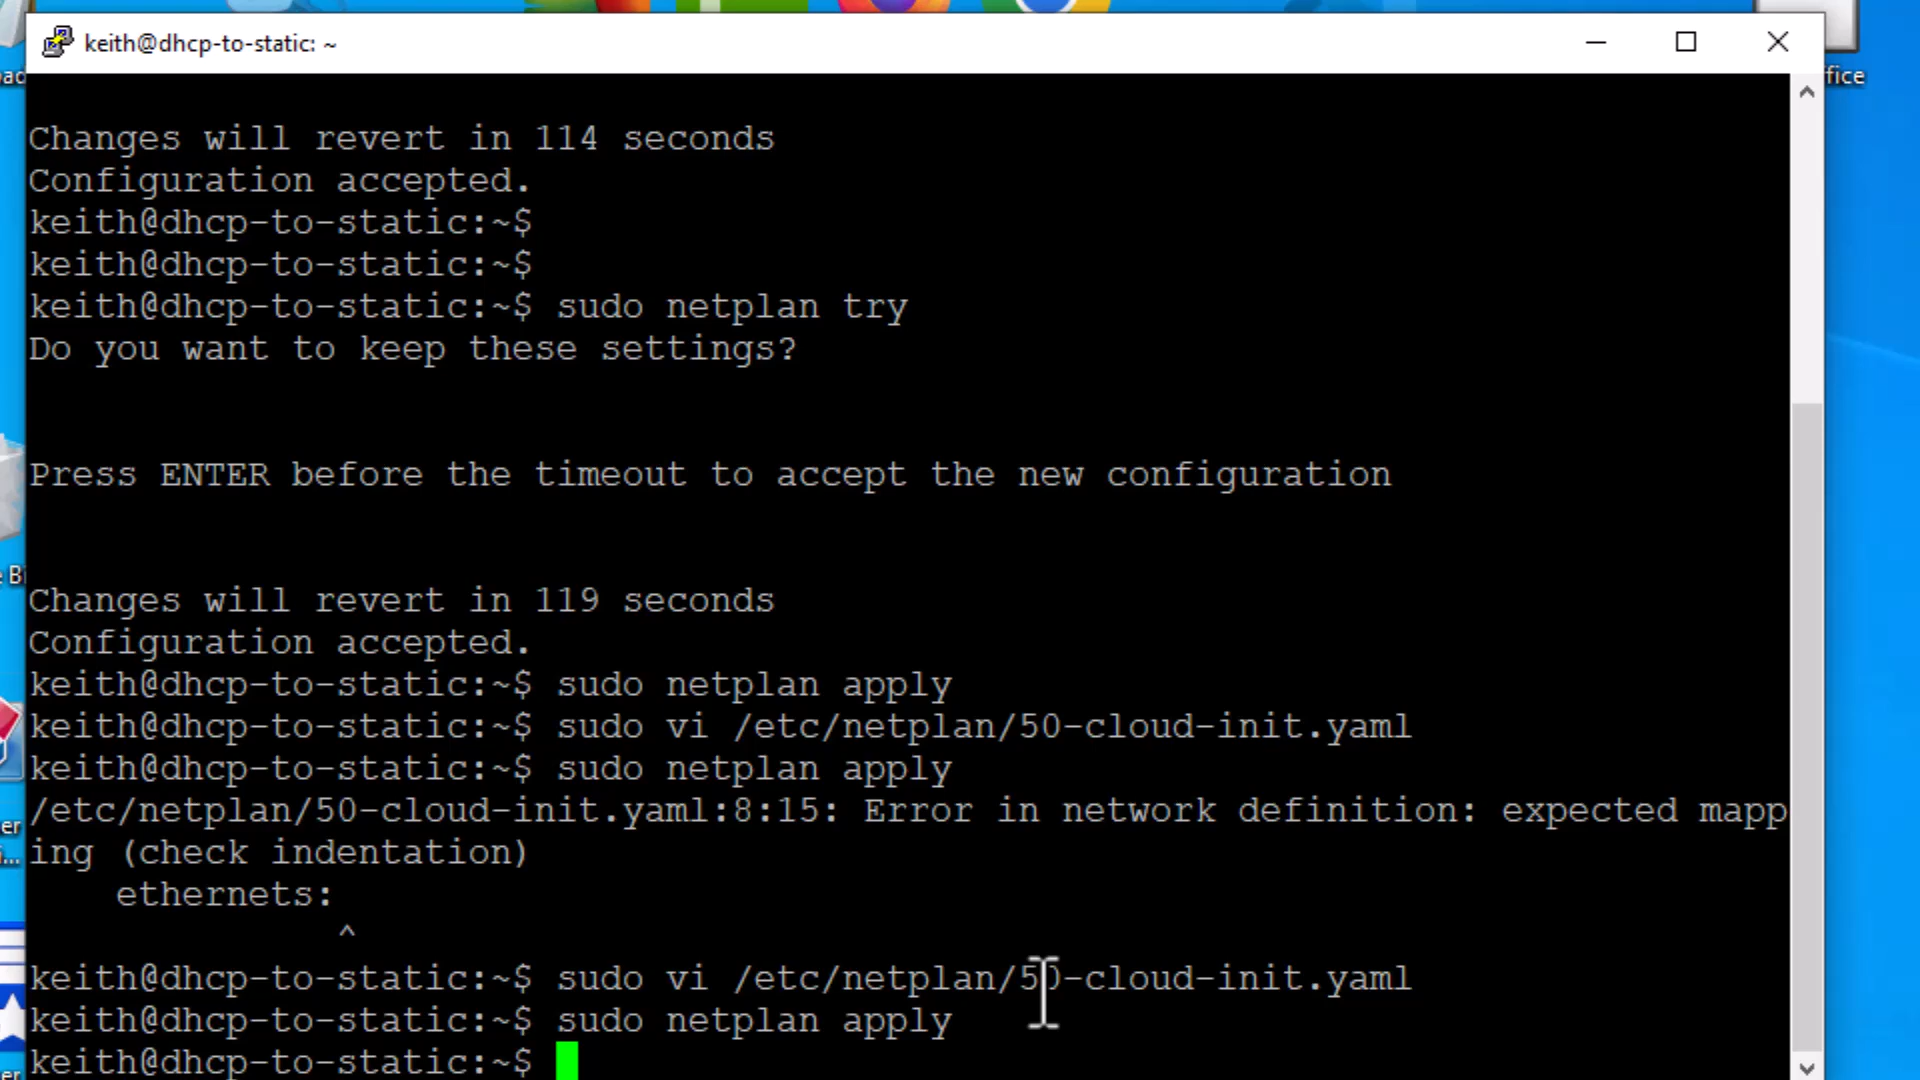 keith@dhcp-to-static: ~
fice
Changes will revert in 114 seconds
Configuration accepted.
keith@dhcp-to-static:~$
keith@dhcp-to-static:~$
keith@dhcp-to-static:~$ sudo netplan try
Do you want to keep these settings?
Press ENTER before the timeout to accept the new configuration
Changes will revert in 119 seconds
Configuration accepted.
keith@dhcp-to-static:~$ sudo netplan apply
keith@dhcp-to-static:~$ sudo vi /etc/netplan/50-cloud-init.yaml
keith@dhcp-to-static:~$ sudo netplan apply
/etc/netplan/50-cloud-init.yaml:8:15: Error in network definition: expected mapp
ing (check indentation)
    ethernets:
              ^
keith@dhcp-to-static:~$ sudo vi /etc/netplan/50-cloud-init.yaml
keith@dhcp-to-static:~$ sudo netplan apply
keith@dhcp-to-static:~$